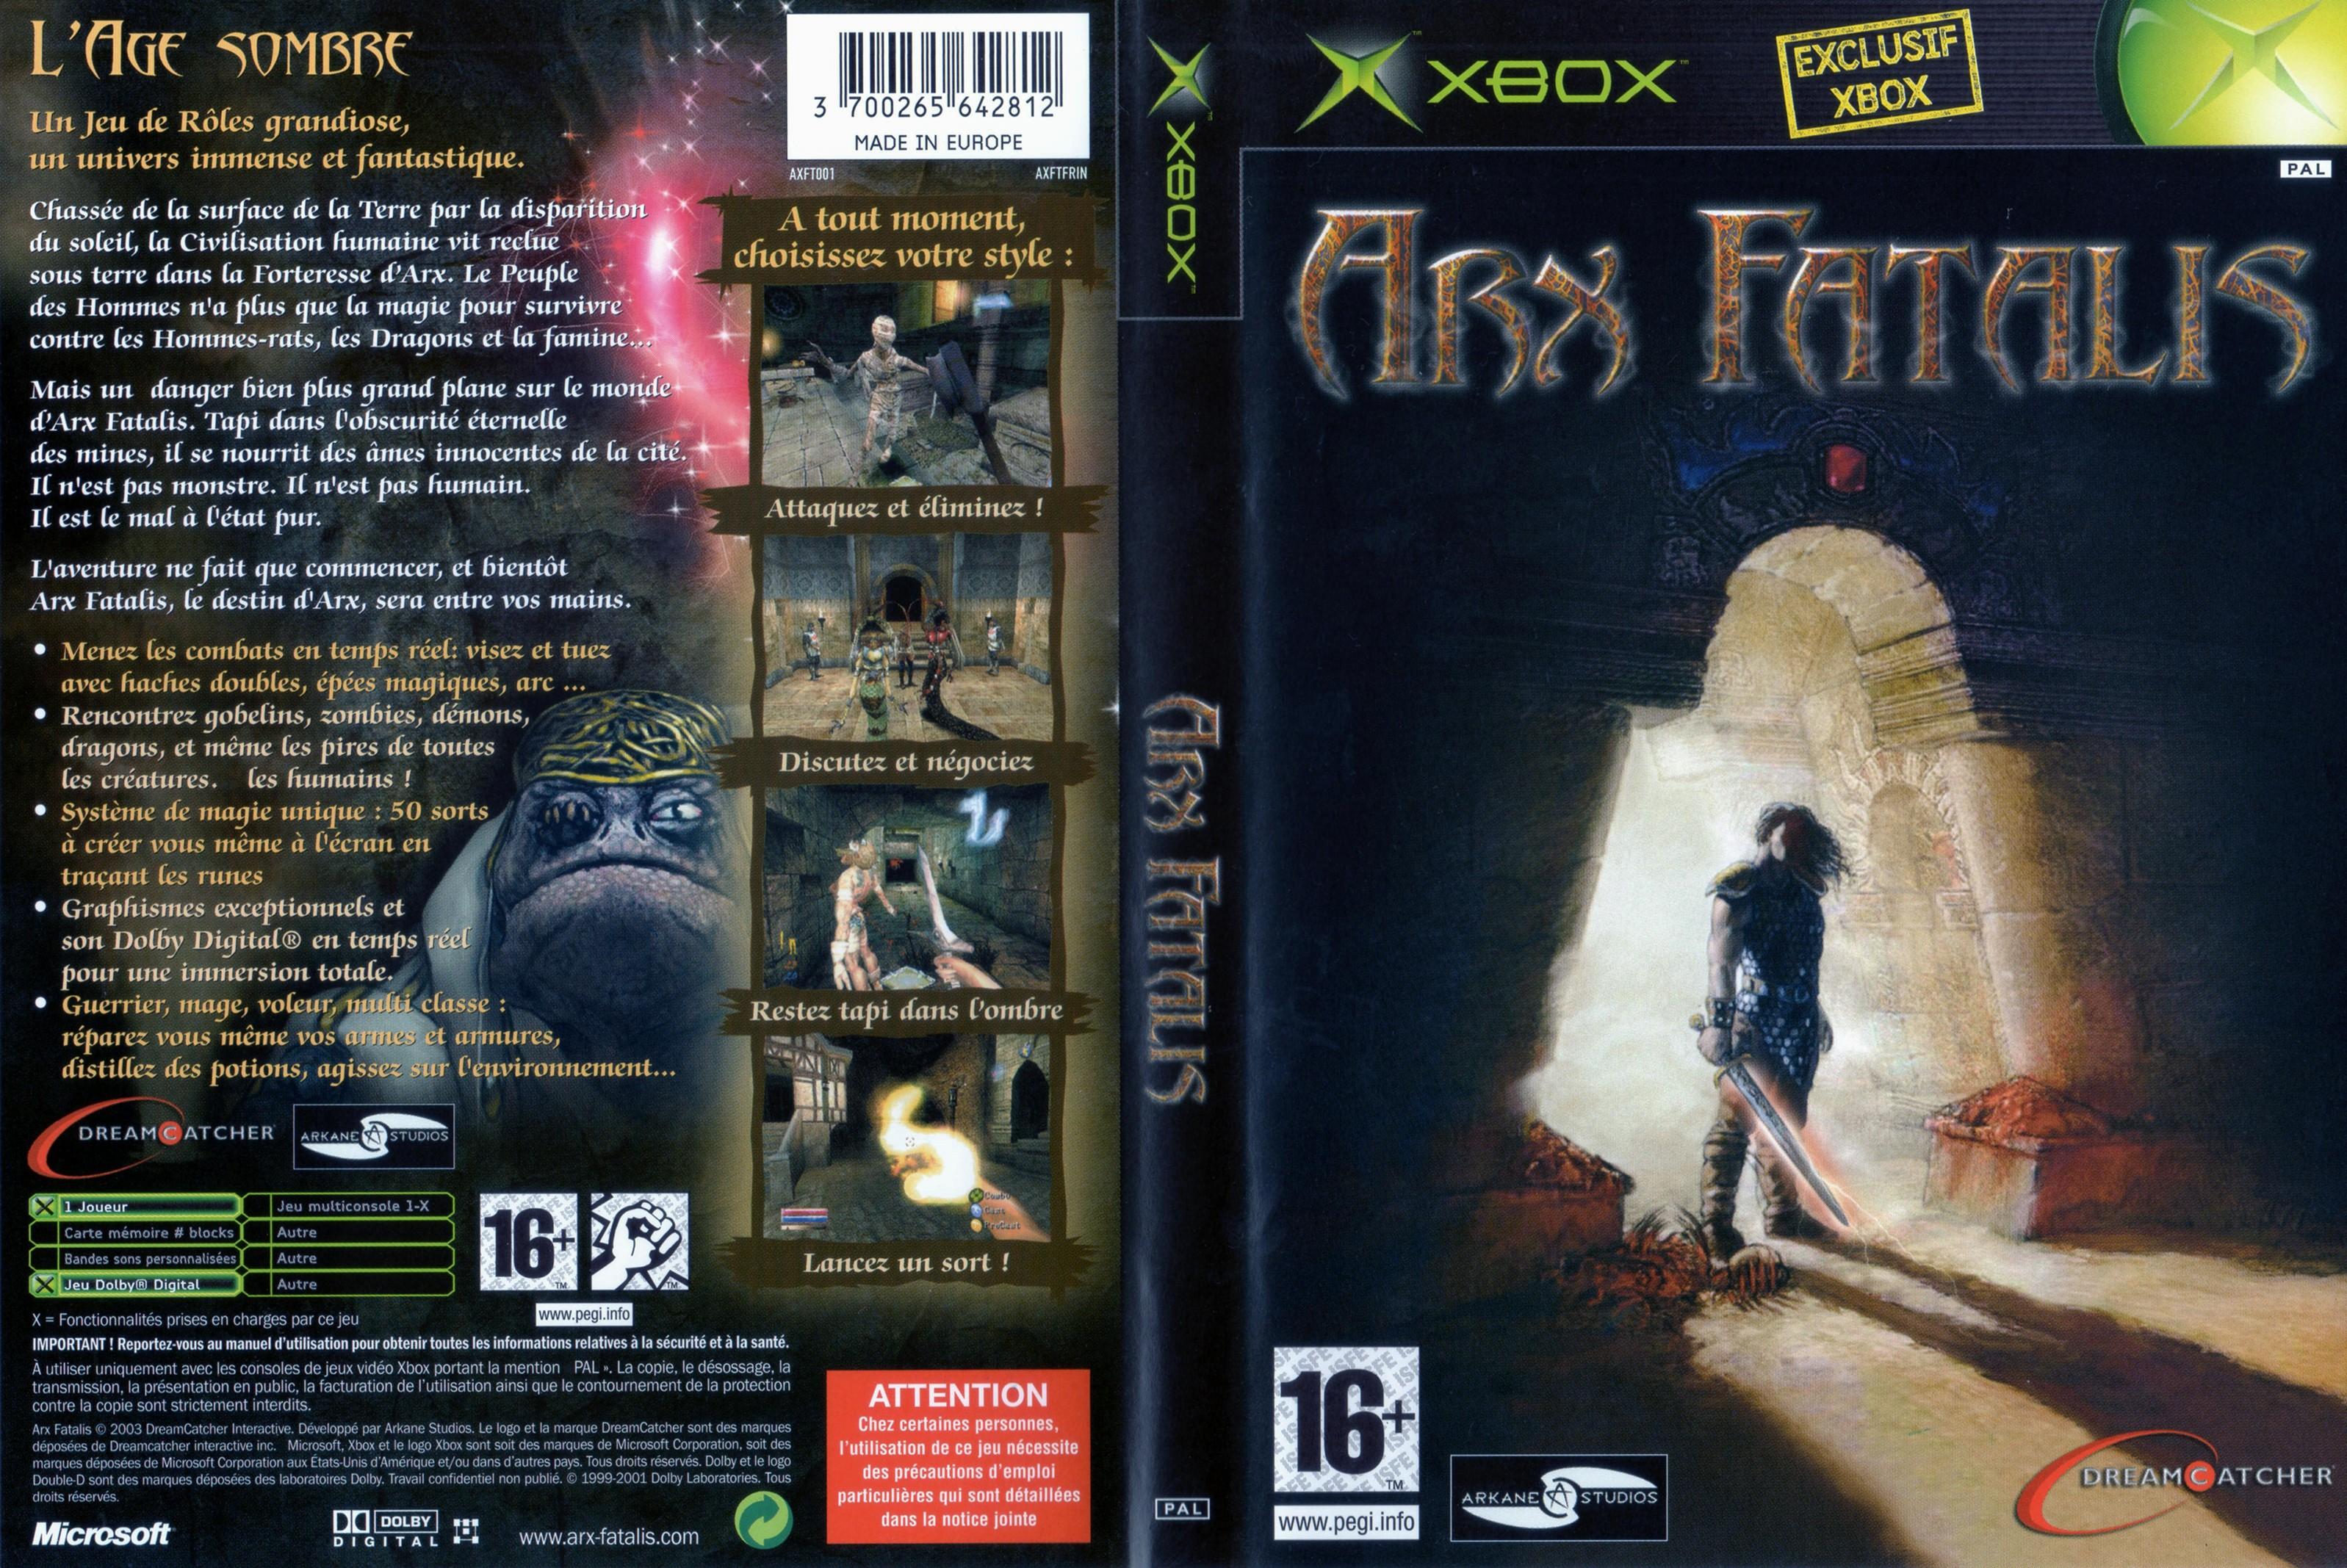 L'Age sombre
Un Jeu de Rôles grandiose,
un univers immense et fantastique.
Chassée de la surface de la Terre par la disparition
du soleil, la Civilisation humaine vit reclue
sous terre dans la Forteresse d'Arx. Le Peuple
des Hommes n'a plus que la magie pour survivre
contre les Hommes-rats, les Dragons et la famine...
Mais un danger bien plus grand plane sur le monde
d'Arx Fatalis. Tapi dans l'obscurité éternelle
des mines, il se nourrit des âmes innocentes de la cité.
Il n'est pas monstre. Il n'est pas humain.
Il est le mal à l'état pur.
L'aventure ne fait que commencer, et bientôt
Arx Fatalis, le destin d'Arx, sera entre vos mains.
• Menez les combats en temps réel: visez et tuez
avec haches doubles, épées magiques, arc ...
• Rencontrez gobelins, zombies, démons,
dragons, et même les pires de toutes
les créatures. les humains !
• Système de magie unique : 50 sorts
à créer vous même à l'écran en
traçant les runes
• Graphismes exceptionnels et
son Dolby Digital® en temps réel
pour une immersion totale.
• Guerrier, mage, voleur, multi classe :
réparez vous même vos armes et armures,
distillez des potions, agissez sur l'environnement...
DREAMCATCHER
ARKANE STUDIOS
1 Joueur
Jeu multiconsole 1-X
Carte mémoire # blocks
Autre
Bandes sons personnalisées
Autre
Jeu Dolby® Digital
Autre
16+
™
™
www.pegi.info
X = Fonctionnalités prises en charges par ce jeu
IMPORTANT ! Reportez-vous au manuel d'utilisation pour obtenir toutes les informations relatives à la sécurité et à la santé.
À utiliser uniquement avec les consoles de jeux vidéo Xbox portant la mention PAL ». La copie, le désossage, la
transmission, la présentation en public, la facturation de l'utilisation ainsi que le contournement de la protection
contre la copie sont strictement interdits.
Arx Fatalis © 2003 DreamCatcher Interactive. Développé par Arkane Studios. Le logo et la marque DreamCatcher sont des marques
déposées de Dreamcatcher interactive inc. Microsoft, Xbox et le logo Xbox sont soit des marques de Microsoft Corporation, soit des
marques déposées de Microsoft Corporation aux États-Unis d'Amérique et/ou dans d'autres pays. Tous droits réservés. Dolby et le logo
Double-D sont des marques déposées des laboratoires Dolby. Travail confidentiel non publié. © 1999-2001 Dolby Laboratories. Tous
droits réservés.
Microsoft
DOLBY
DIGITAL
www.arx-fatalis.com
3 700265 642812
MADE IN EUROPE
AXFT001
AXFTFRIN
A tout moment,
choisissez votre style :
Attaquez et éliminez !
Discutez et négociez
Restez tapi dans l'ombre
Lancez un sort !
ATTENTION
Chez certaines personnes,
l'utilisation de ce jeu nécessite
des précautions d'emploi
particulières qui sont détaillées
dans la notice jointe
XBOX™
Arx Fatalis
PAL
XBOX™
EXCLUSIF
XBOX
PAL
Arx Fatalis
16+
™
www.pegi.info
ARKANE STUDIOS
DREAMCATCHER